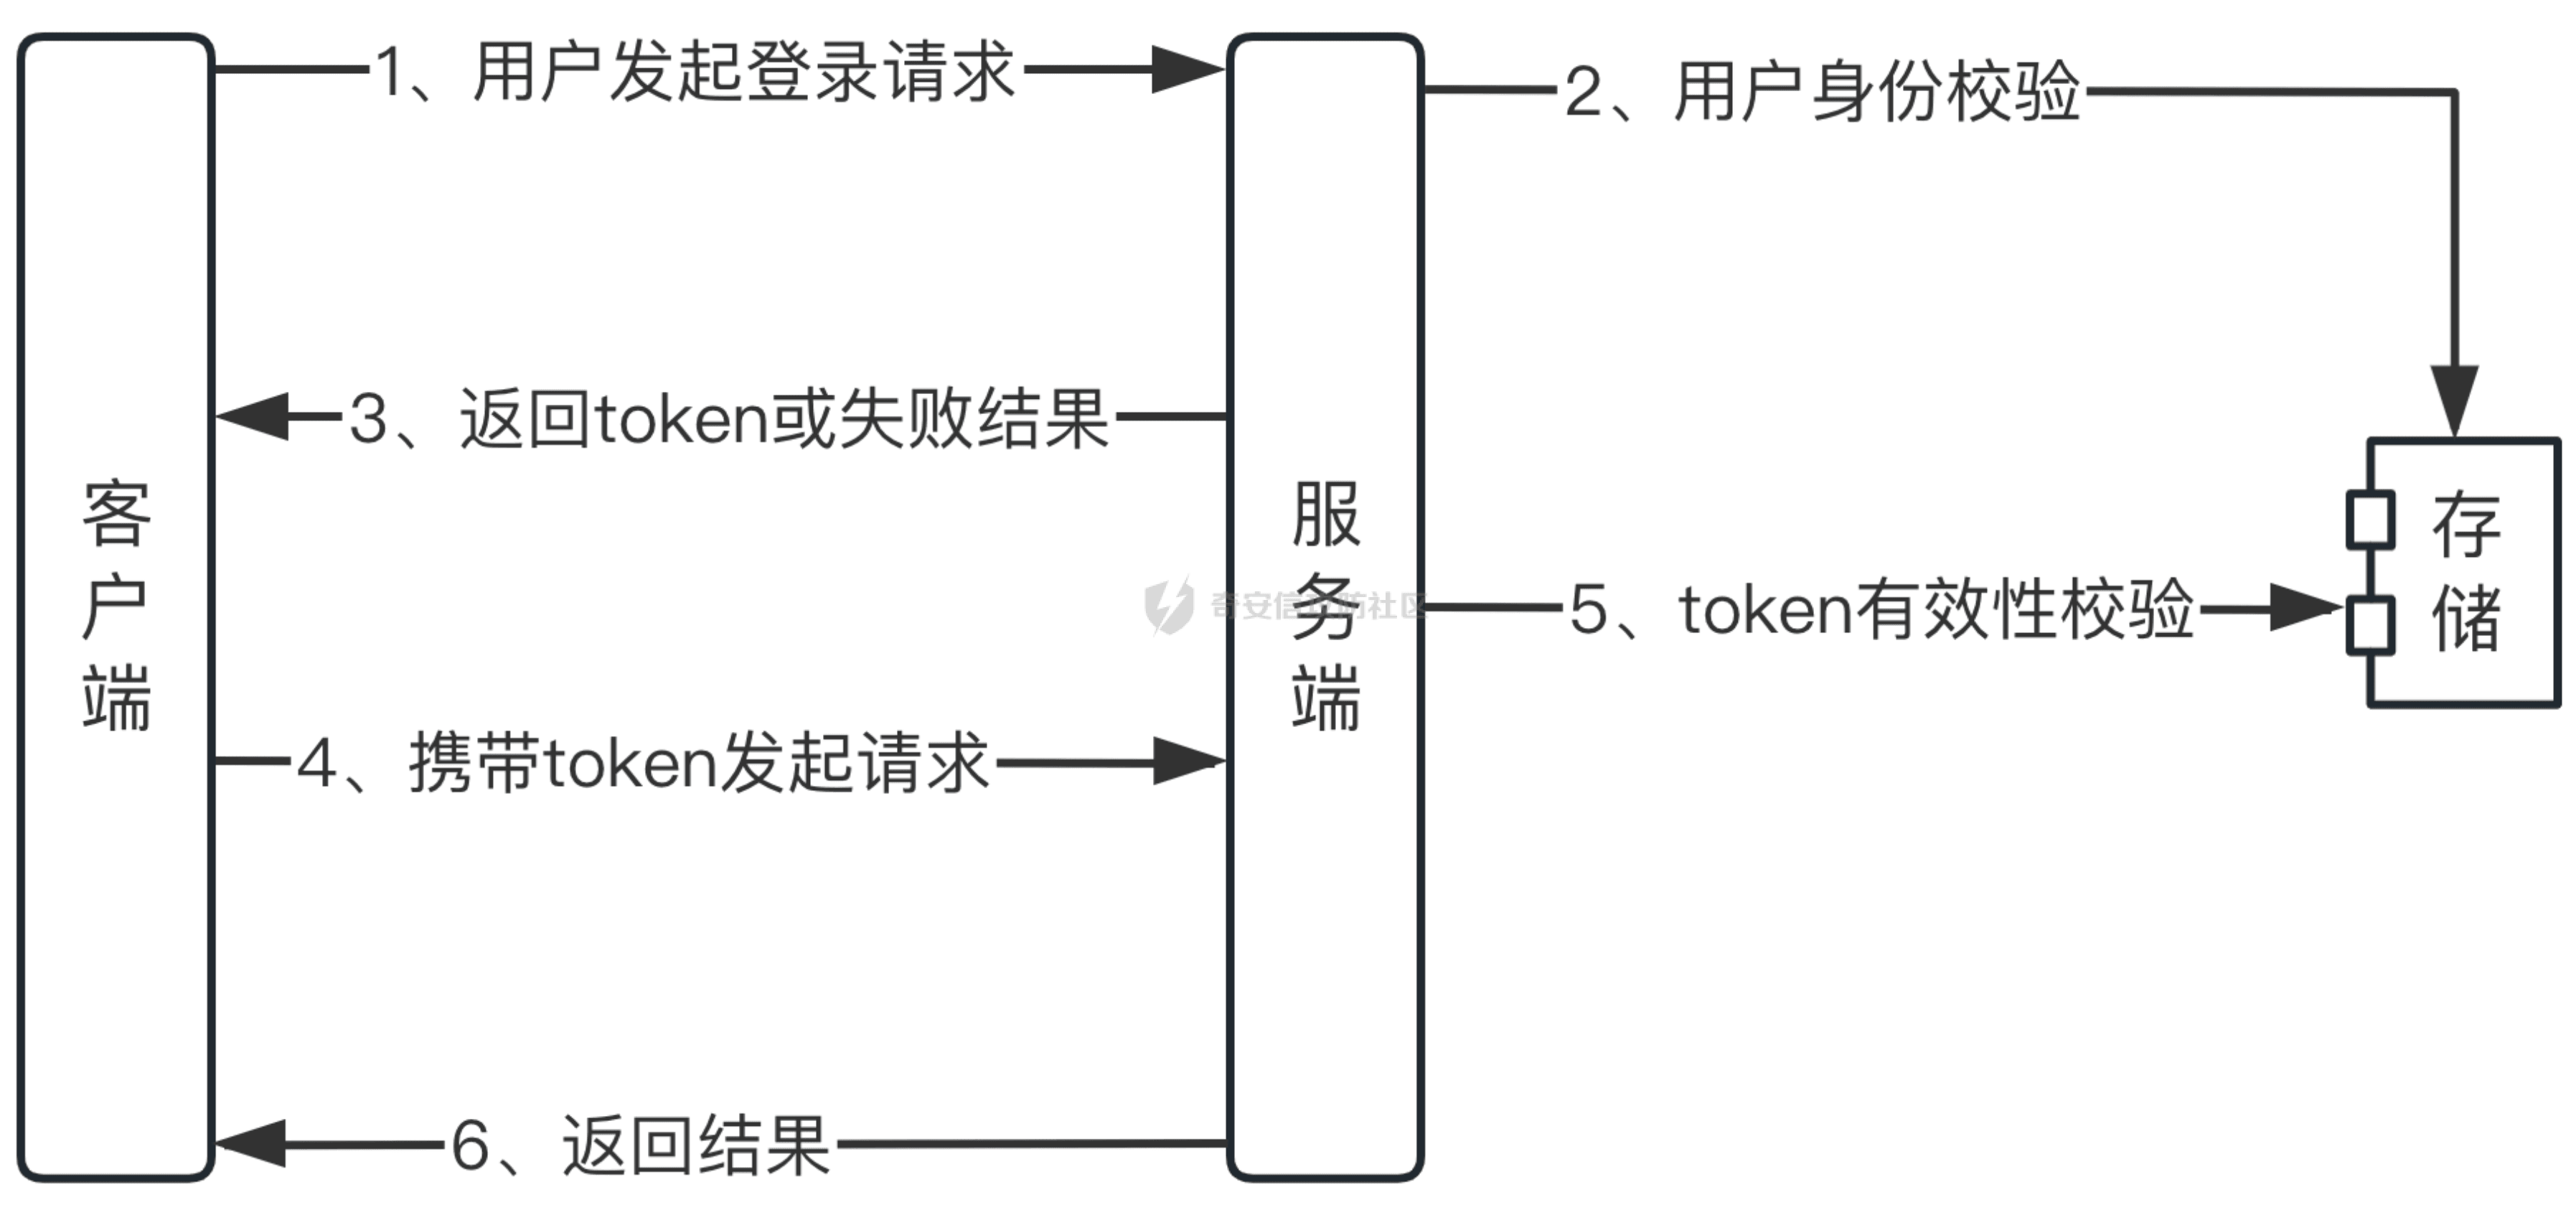 1、用户发起登录请求
2、用户身份校验
3、返回token或失败结果
客户端
服务端
存储
奇安信攻防社区
5、token有效性校验
4、携带token发起请求
6、返回结果